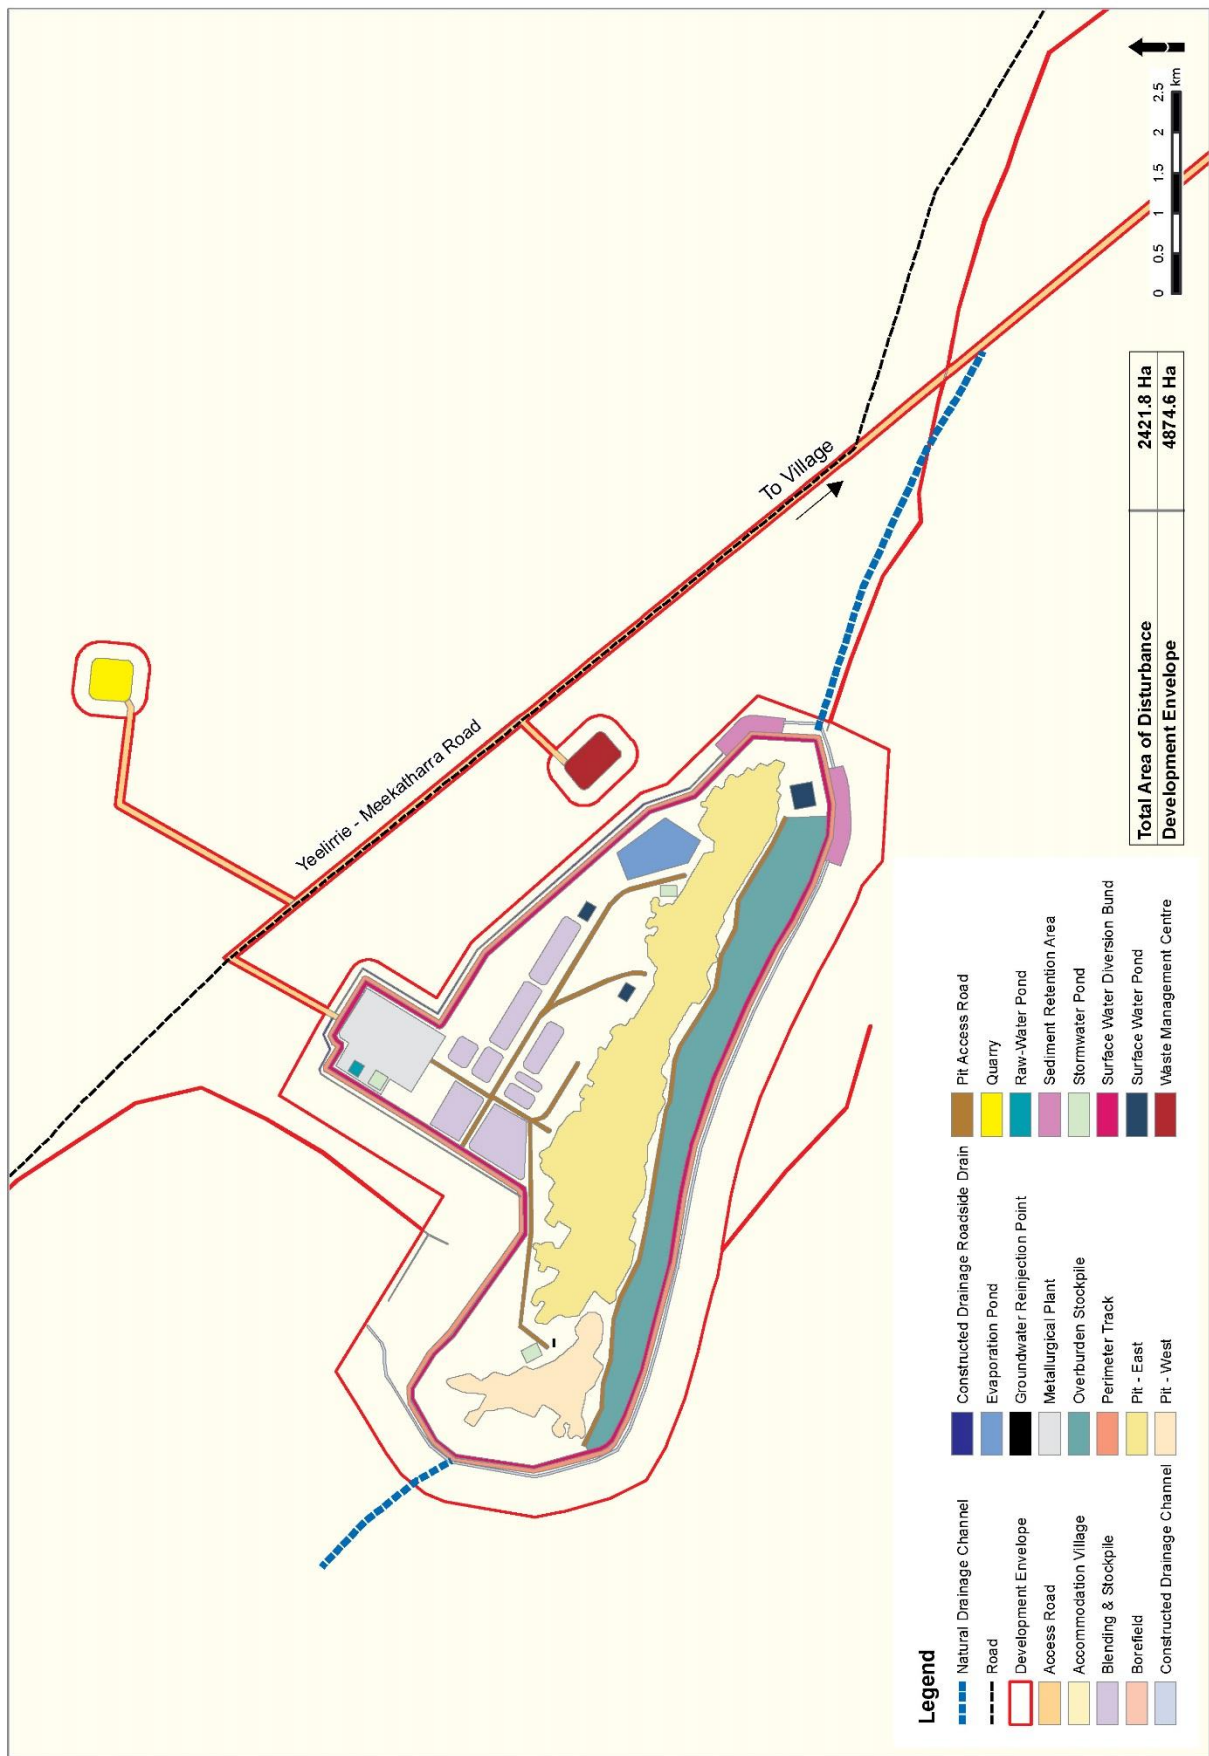 Yeelirrie - Meekatharra Road
To Village
Legend
Natural Drainage Channel
Road
Development Envelope
Access Road
Accommodation Village
Blending & Stockpile
Borefield
Constructed Drainage Channel
Constructed Drainage Roadside Drain
Evaporation Pond
Groundwater Reinjection Point
Metallurgical Plant
Overburden Stockpile
Perimeter Track
Pit - East
Pit - West
Pit Access Road
Quarry
Raw-Water Pond
Sediment Retention Area
Stormwater Pond
Surface Water Diversion Bund
Surface Water Pond
Waste Management Centre
Total Area of Disturbance 2421.8 Ha
Development Envelope 4874.6 Ha
0 0.5 1 1.5 2 2.5
km